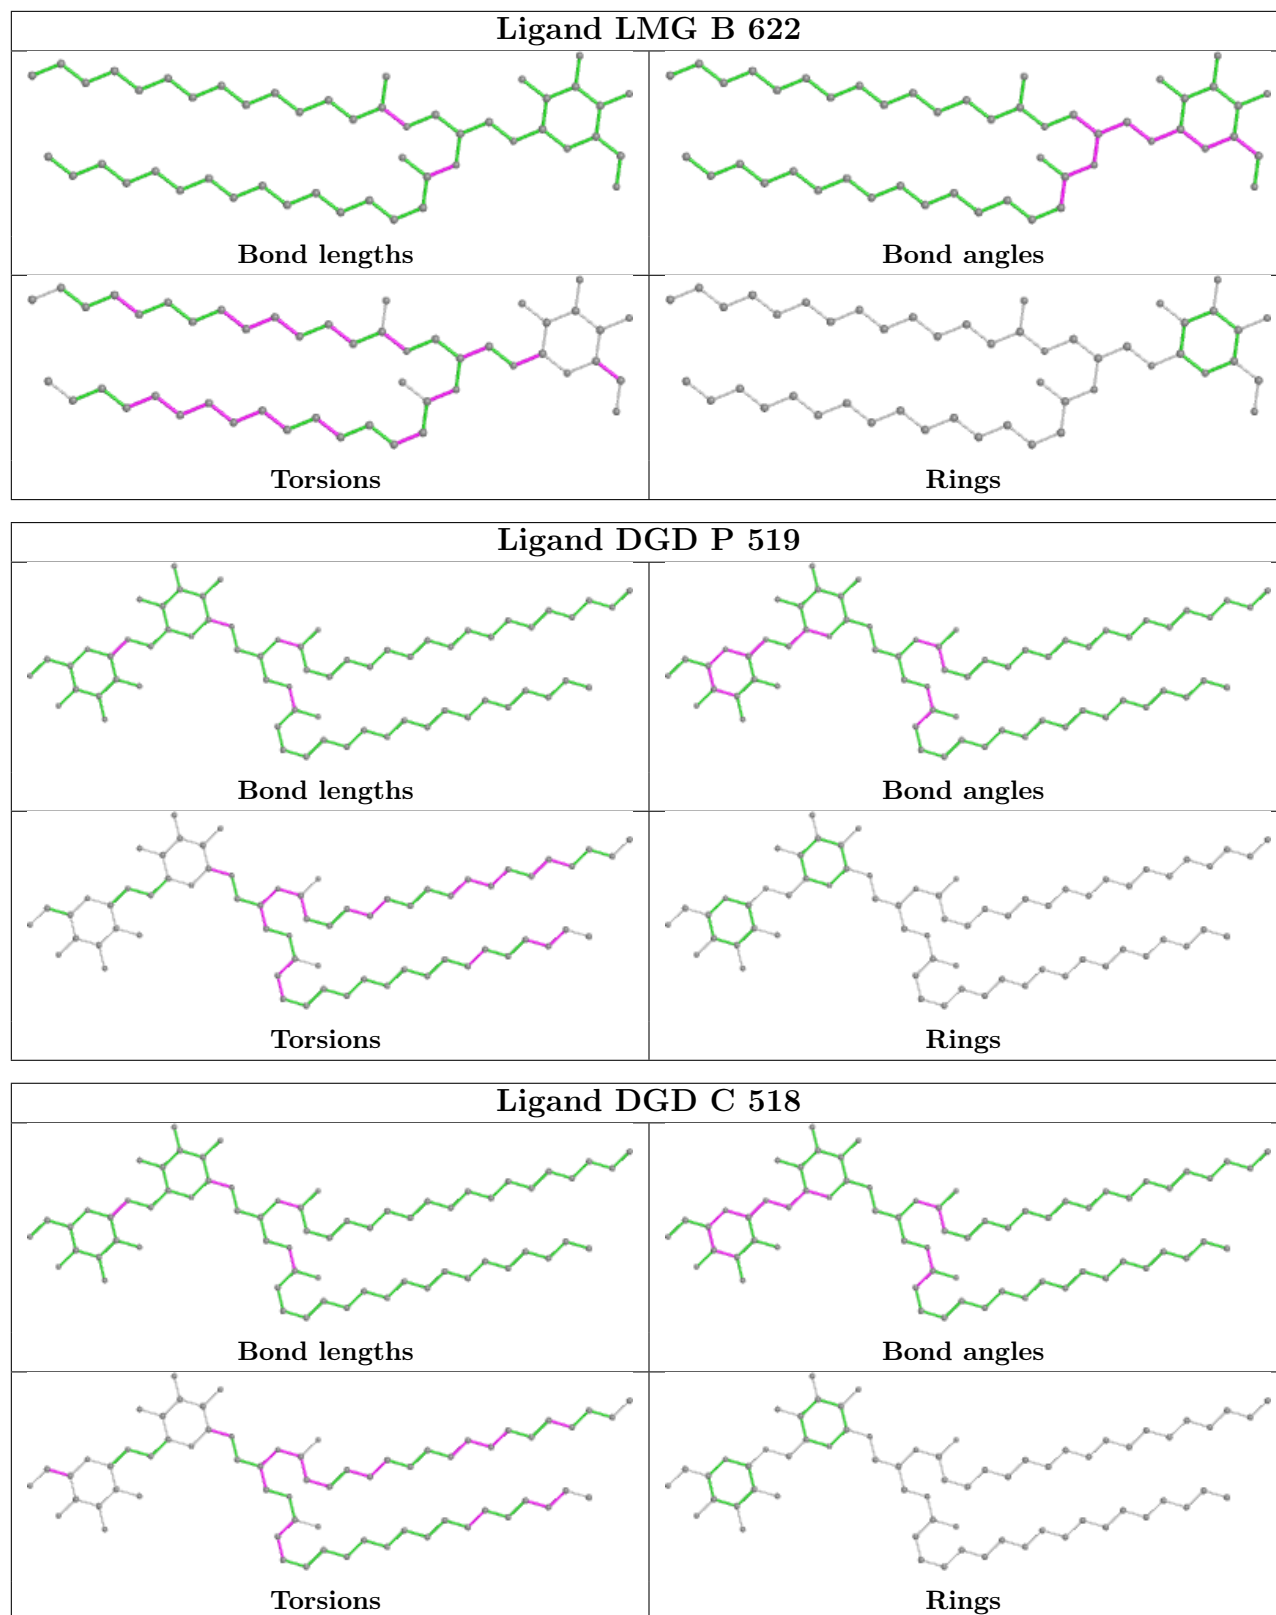 Ligand LMG B 622
Bond lengths
Bond angles
Torsions
Rings
Ligand DGD P 519
Bond lengths
Bond angles
Torsions
Rings
Ligand DGD C 518
Bond lengths
Bond angles
Torsions
Rings